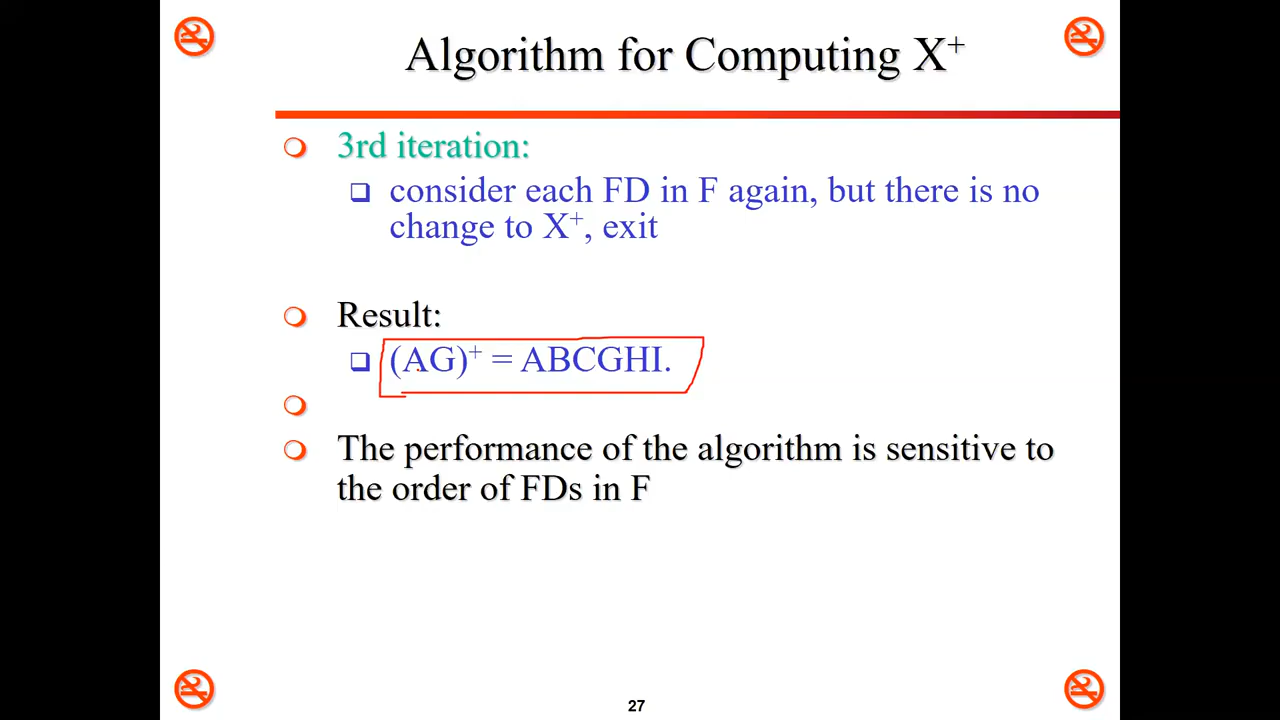 Algorithm for Computing X+
3rd iteration:
consider each FD in F again, but there is no
change to X+, exit
Result:
(AG)+ = ABCGHI.
The performance of the algorithm is sensitive to
the order of FDs in F
27